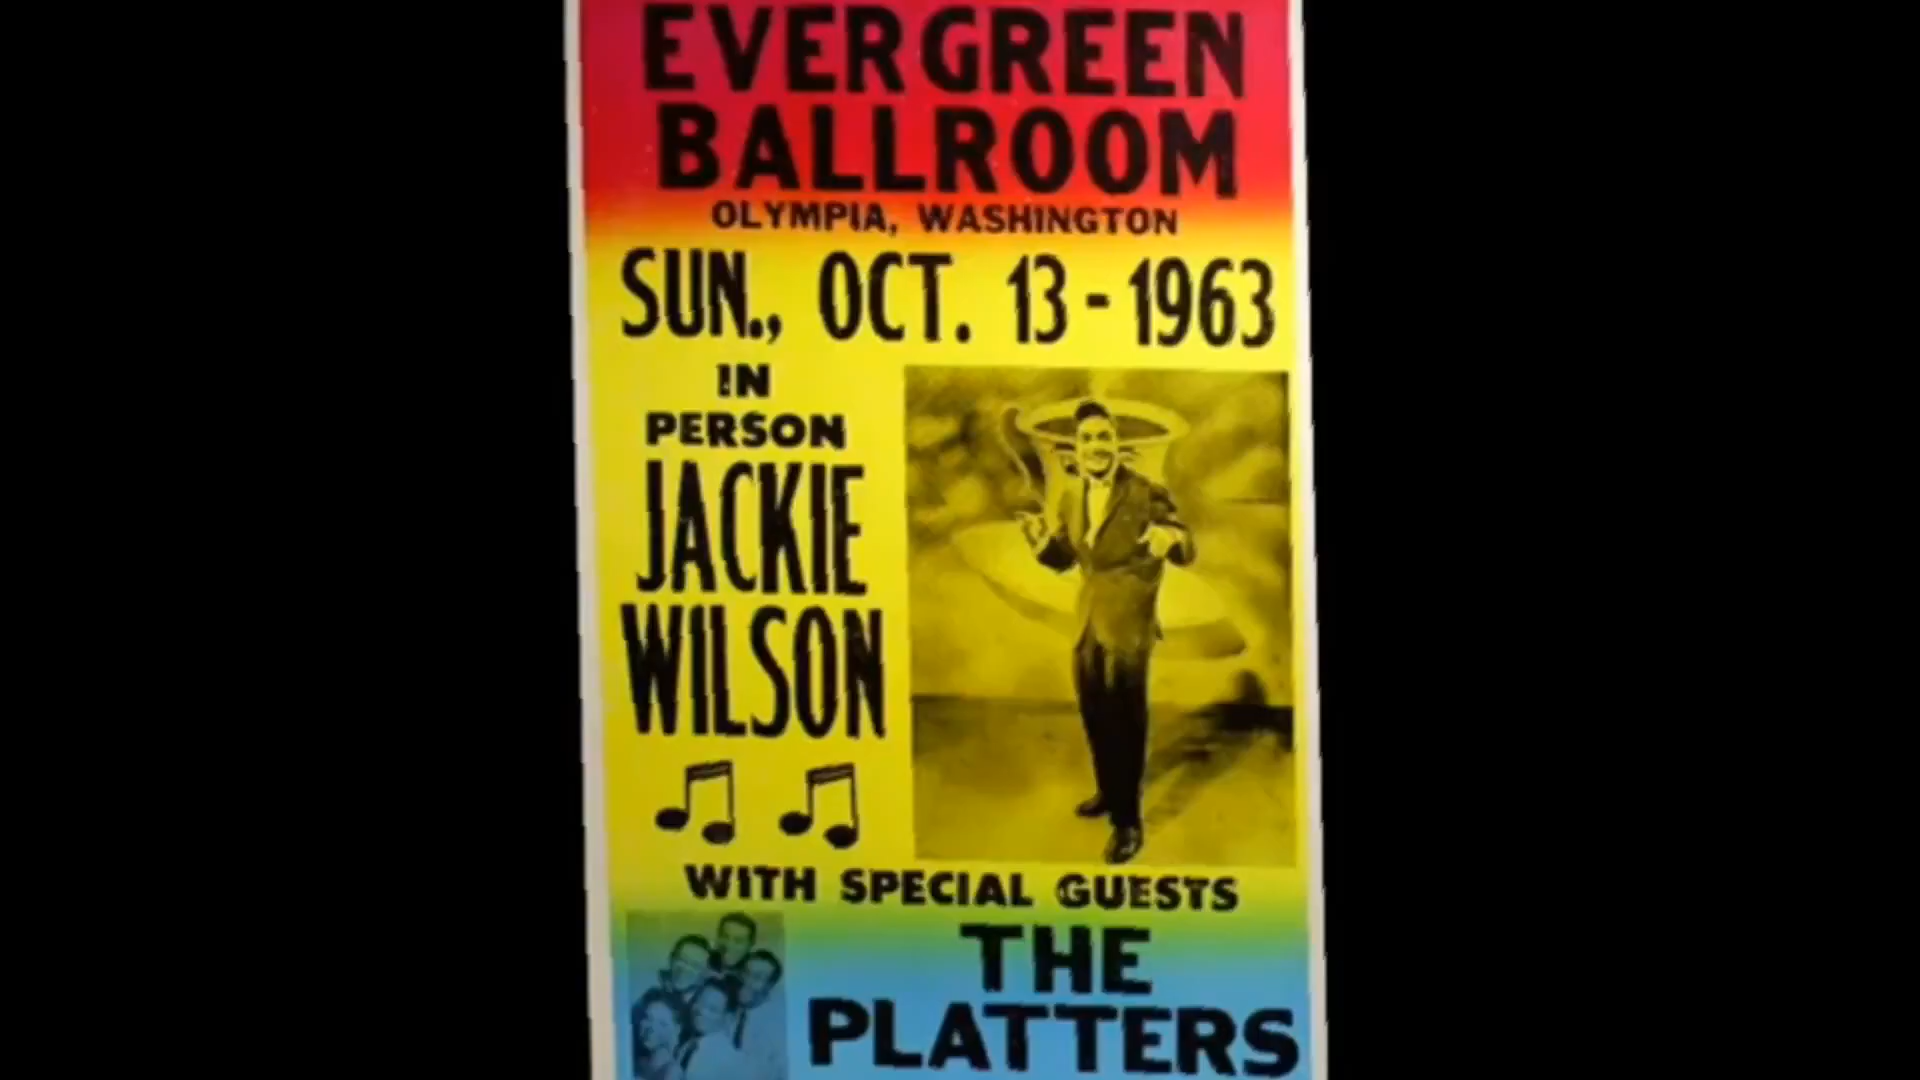 EVERGREEN
BALLROOM
OLYMPIA, WASHINGTON
SUN., OCT. 13 - 1963
IN
PERSON
JACKIE
WILSON
WITH SPECIAL GUESTS
THE
PLATTERS